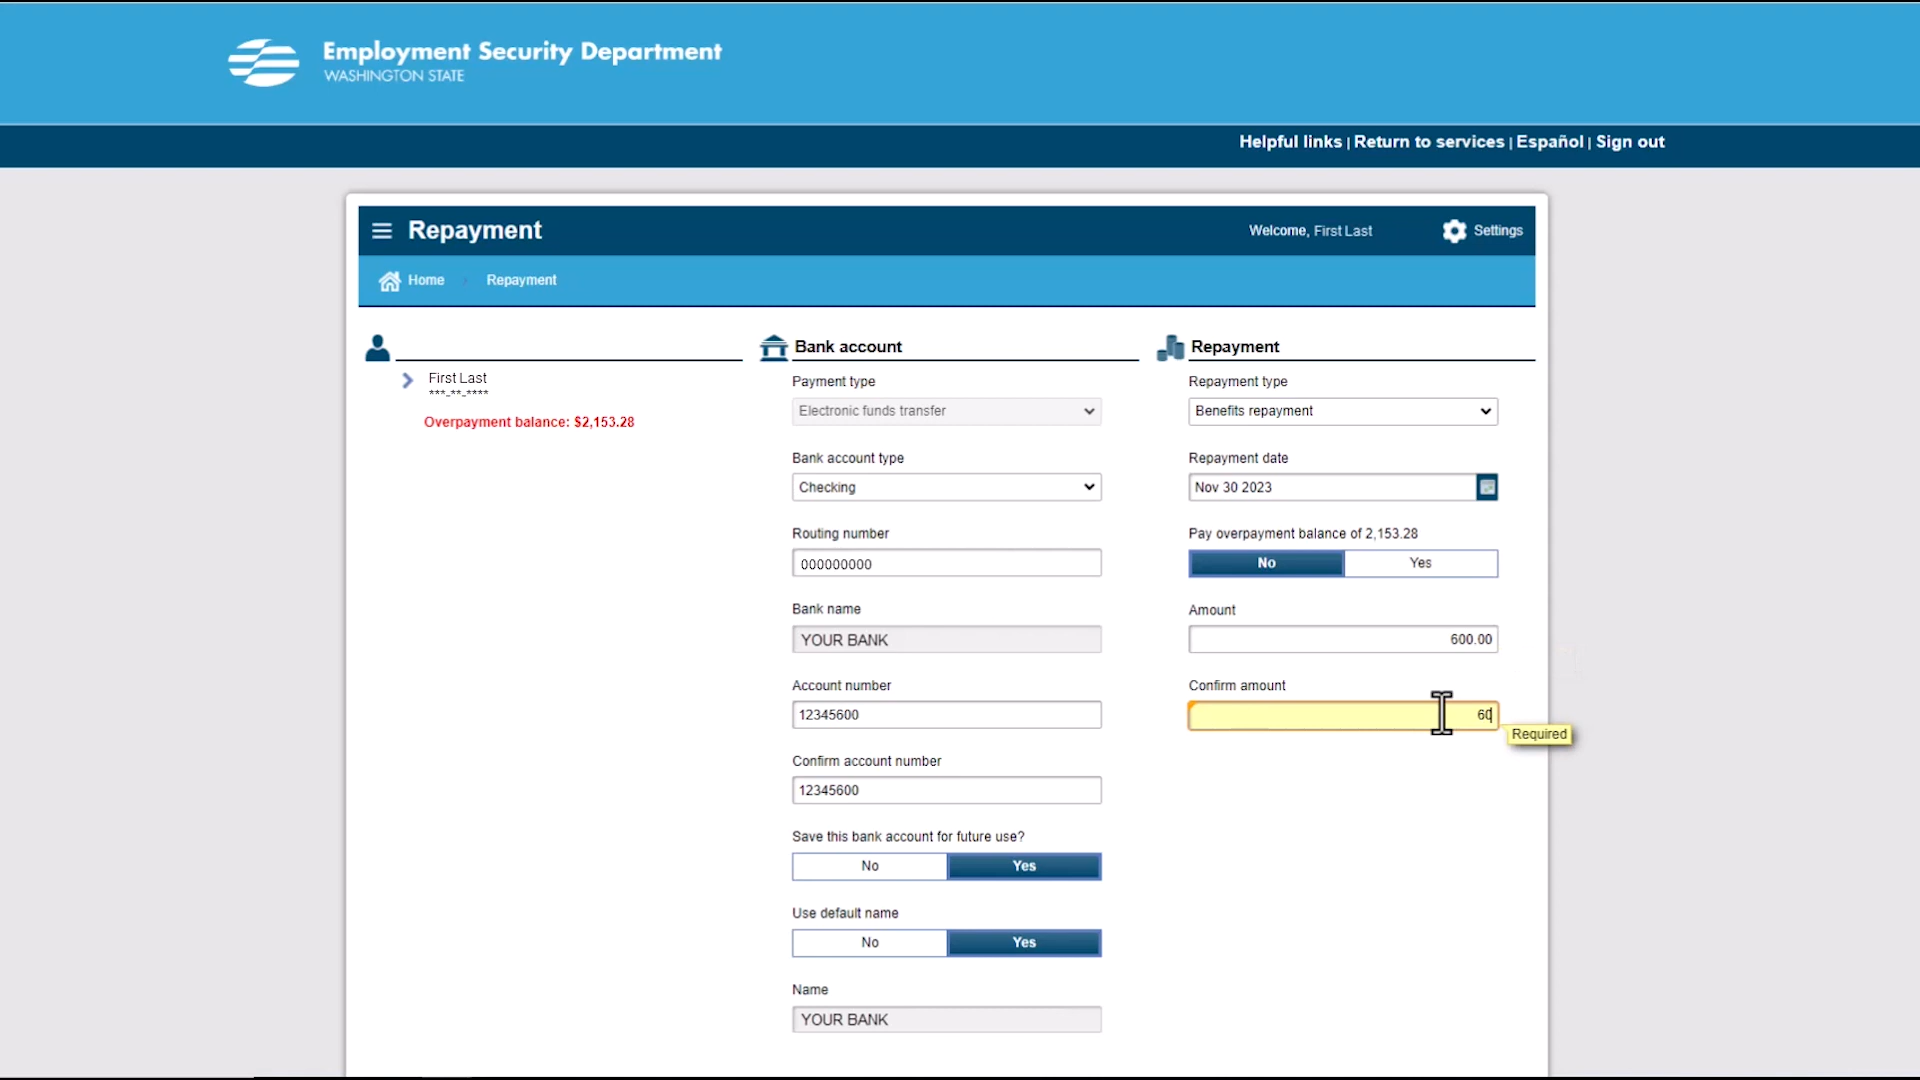 Employment Security Department
WASHINGTON STATE
Helpful links | Return to services | Español | Sign out
Repayment
Welcome, First Last
Settings
Home
Repayment
First Last
***-**-****
Overpayment balance: $2,153.28
Bank account
Payment type
Electronic funds transfer
Bank account type
Checking
Routing number
000000000
Bank name
YOUR BANK
Account number
12345600
Confirm account number
12345600
Save this bank account for future use?
No
Yes
Use default name
No
Yes
Name
YOUR BANK
Repayment
Repayment type
Benefits repayment
Repayment date
Nov 30 2023
Pay overpayment balance of 2,153.28
No
Yes
Amount
600.00
Confirm amount
60
Required